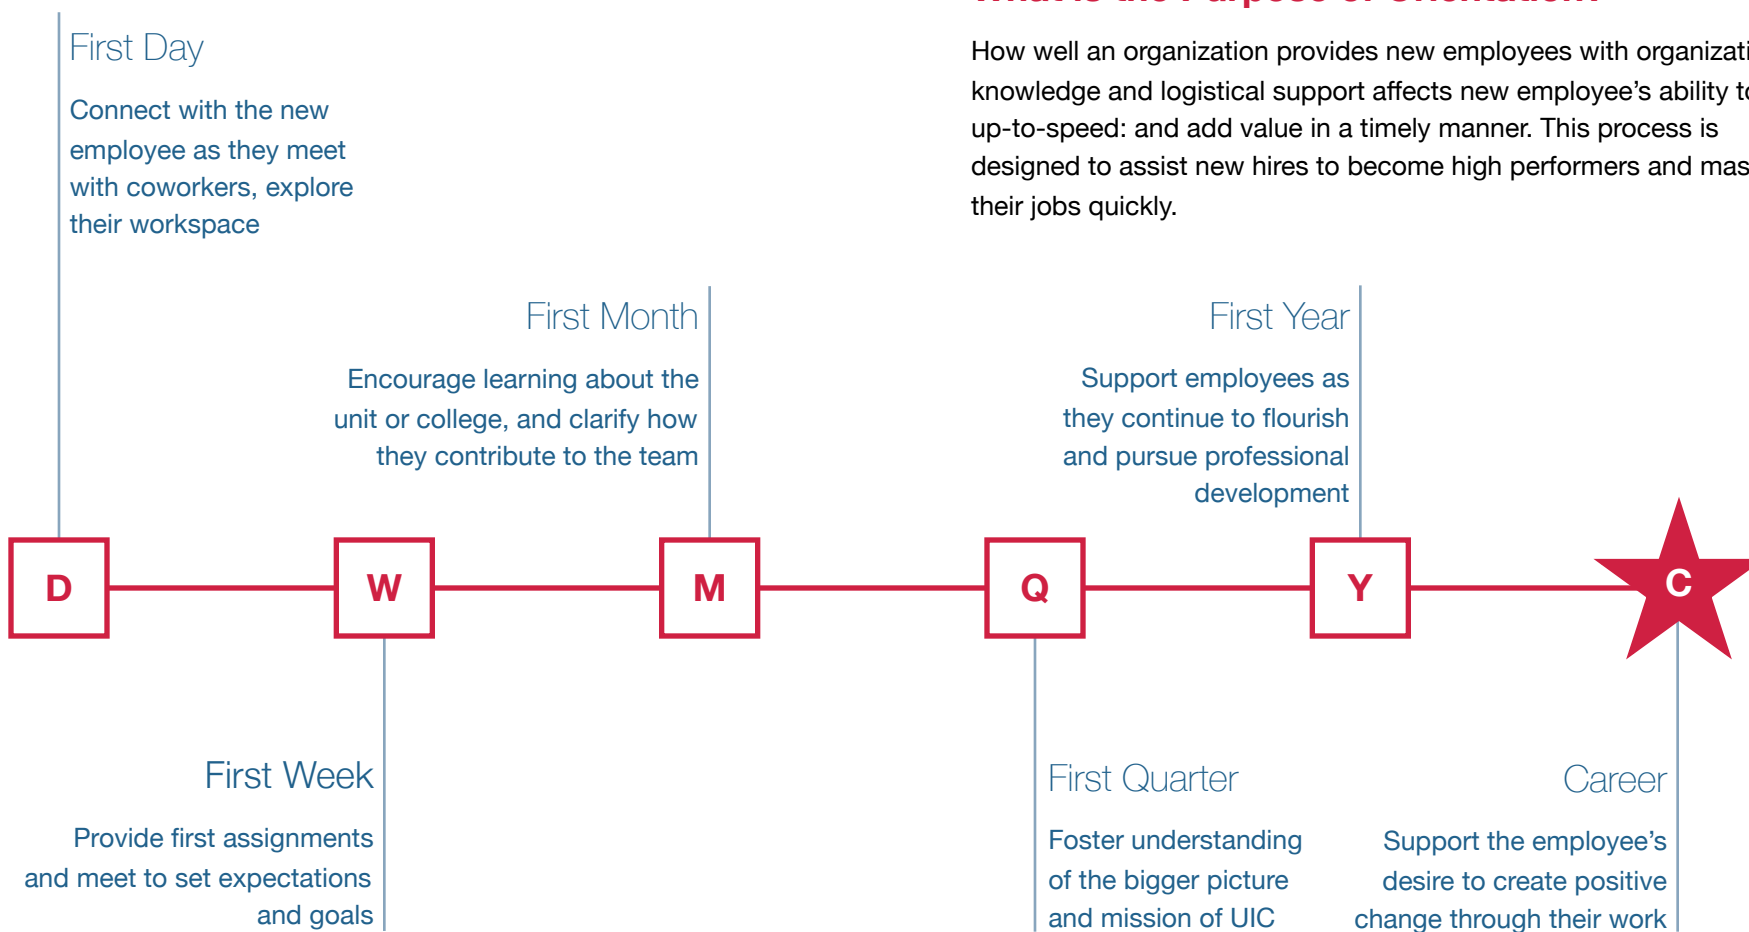 What is the Purpose of Orientation?
How well an organization provides new employees with
knowledge and logistical support affects new employee’s ability
up-to-speed: and add value in a timely manner. This process is
designed to assist new hires to become high performers and
their jobs quickly.
First Day
Connect with the new
employee as they meet
with coworkers, explore
their workspace
First Month
Encourage learning about the
unit or college, and clarify how
they contribute to the team
First Year
Support employees as
they continue to flourish
and pursue professional
development
D
W
M
Q
Y
C
First Week
Provide first assignments
and meet to set expectations
and goals
First Quarter
Foster understanding
of the bigger picture
and mission of UIC
Career
Support the employee’s
desire to create positive
change through their work